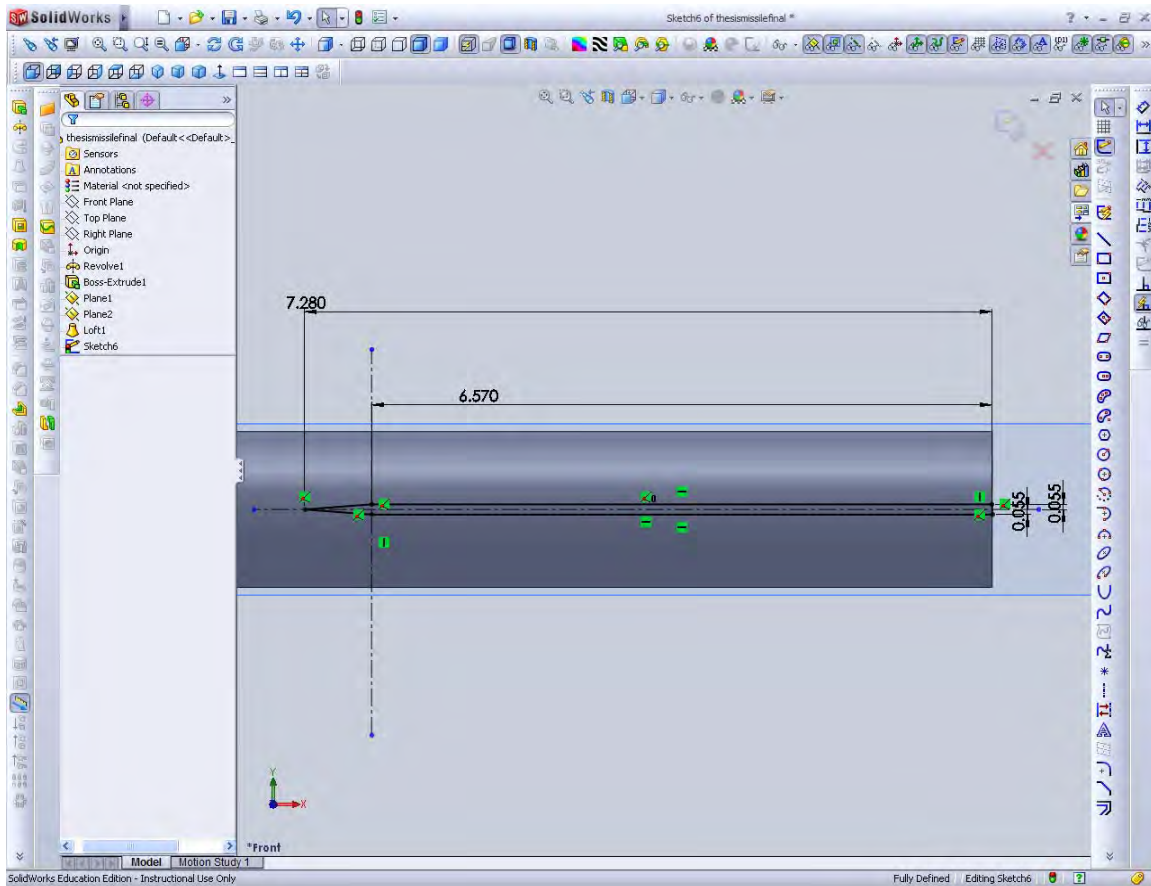 SolidWorks
Sketch6 of thesismissilefinal *
thesismissilefinal (Default<<Default>_
Sensors
Annotations
Material <not specified>
Front Plane
Top Plane
Right Plane
Origin
Revolve1
Boss-Extrude1
Plane1
Plane2
Loft1
Sketch6
7.280
6.570
0.055
0.055
Y
X
*Front
Model
Motion Study 1
SolidWorks Education Edition - Instructional Use Only
Fully Defined
Editing Sketch6